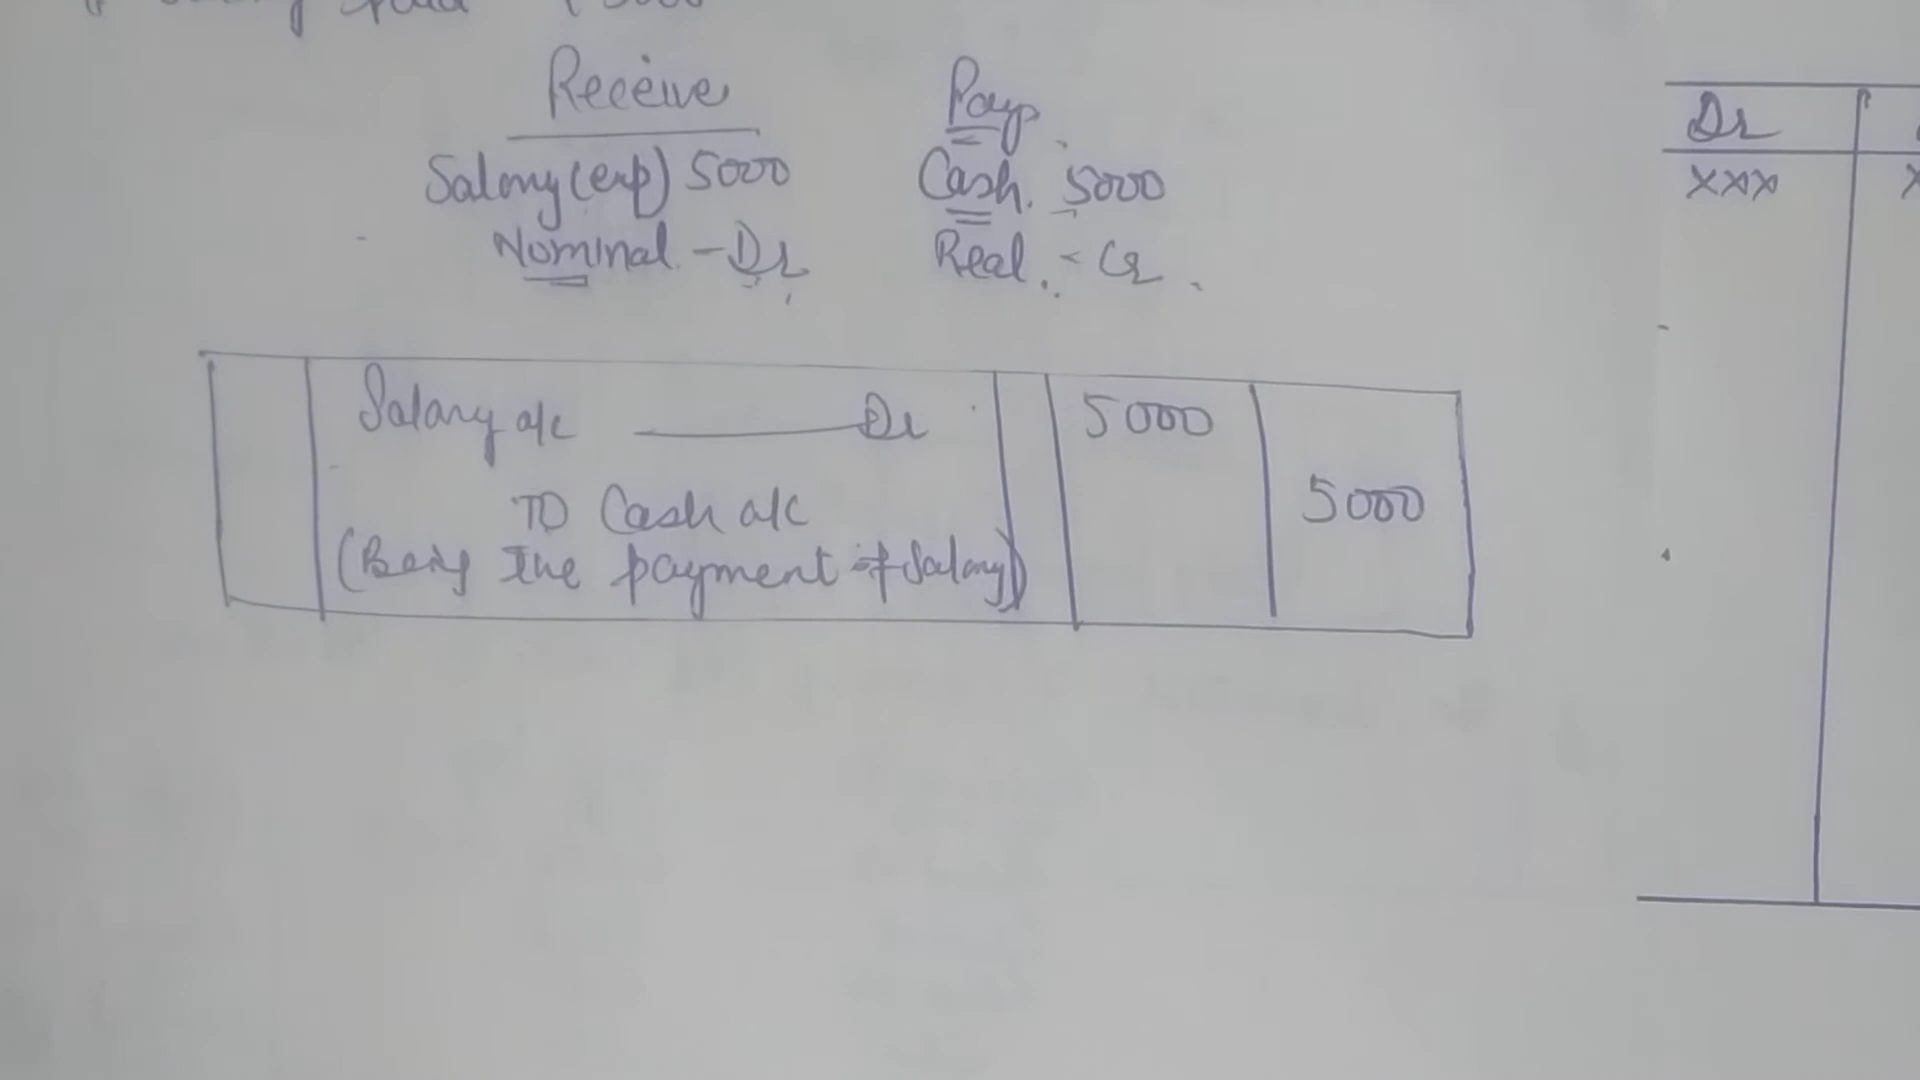 paid
Receive Pay
Salary (exp) 5000 Cash. 5000
Nominal - Dr Real. - Cr.
Dr
xxx
Salary a/c Dr 5000
To Cash a/c 5000
(Being the payment of Salary)